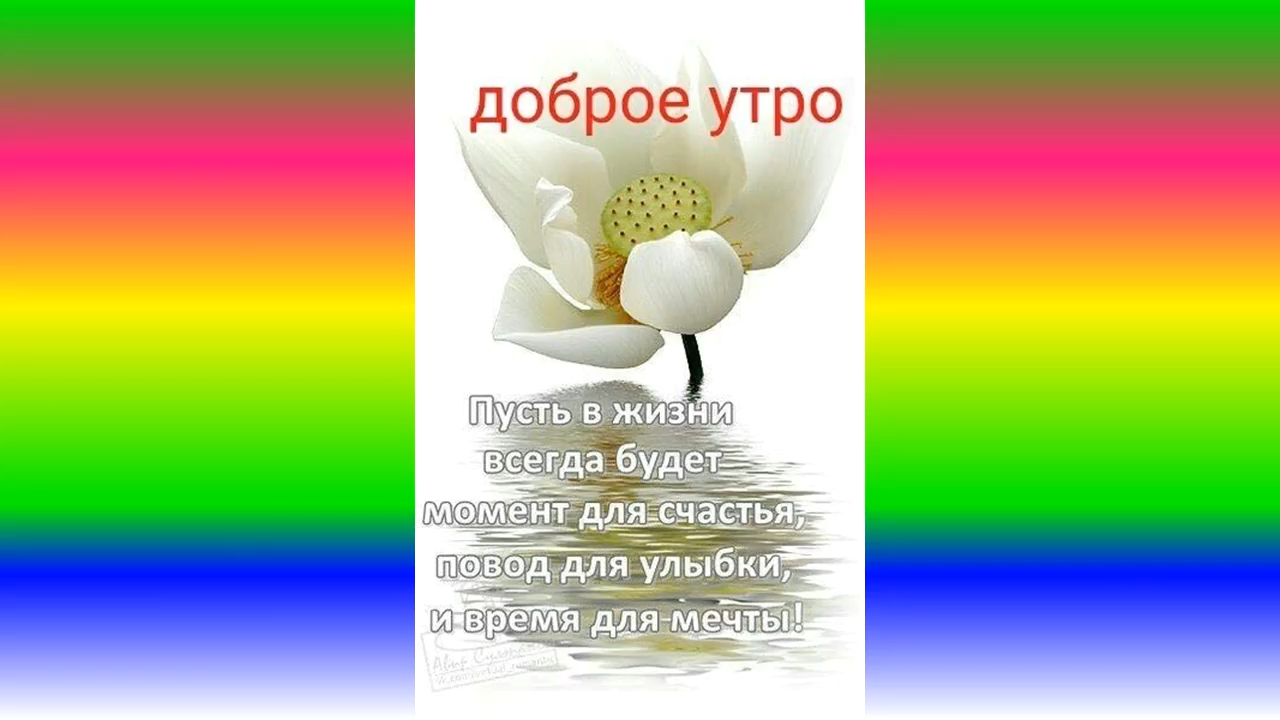 доброе утро
Пусть в жизни
всегда будет
момент для счастья,
повод для улыбки,
и время для мечты!